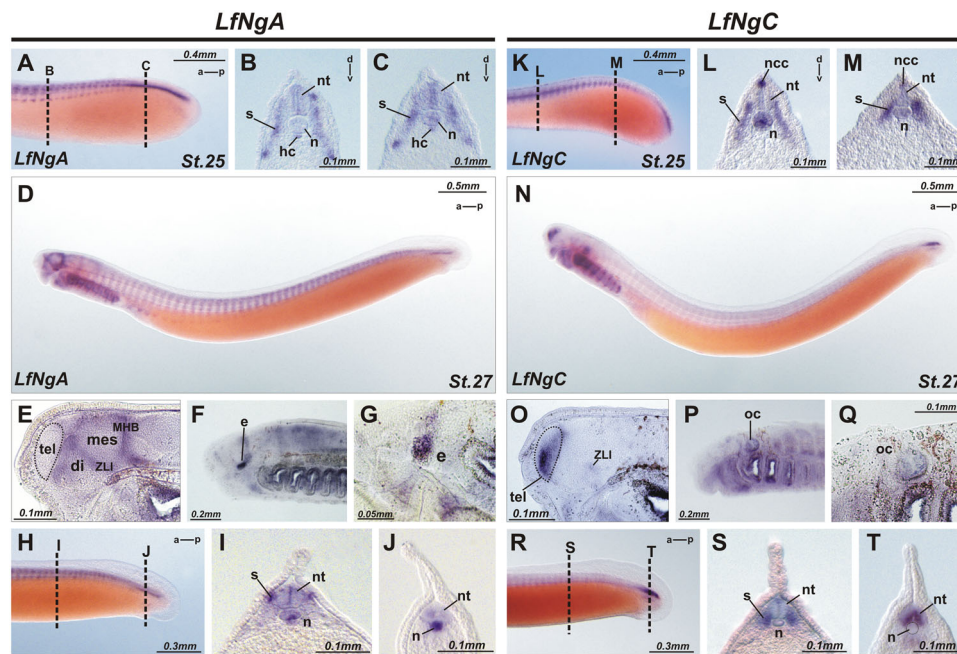 LfNgA
LfNgC
A
B
C
0.4mm
a—p
LfNgA
St.25
B
d
v
nt
s
n
hc
0.1mm
C
nt
s
n
hc
0.1mm
K
L
M
0.4mm
a—p
LfNgC
St.25
L
d
v
ncc
nt
s
n
0.1mm
M
ncc
nt
s
n
0.1mm
D
0.5mm
a—p
LfNgA
St.27
N
0.5mm
a—p
LfNgC
St.27
E
tel
MHB
mes
di
ZLI
0.1mm
F
e
0.2mm
G
e
0.05mm
O
ZLI
tel
0.1mm
P
oc
0.2mm
Q
0.1mm
oc
H
I
J
a—p
0.3mm
I
s
nt
n
0.1mm
J
nt
n
0.1mm
R
S
T
a—p
0.3mm
S
s
nt
n
0.1mm
T
nt
n
0.1mm